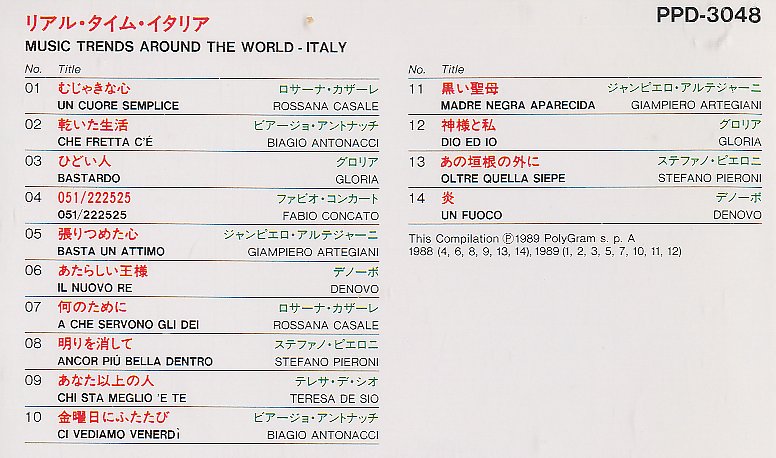 リアル・タイム・イタリア
PPD-3048
MUSIC TRENDS AROUND THE WORLD - ITALY
No. Title
01 むじゃきな心 ロサーナ・カザーレ
UN CUORE SEMPLICE ROSSANA CASALE
02 乾いた生活 ビアージョ・アントナッチ
CHE FRETTA C'É BIAGIO ANTONACCI
03 ひどい人 グロリア
BASTARDO GLORIA
04 051/222525 ファビオ・コンカート
051/222525 FABIO CONCATO
05 張りつめた心 ジャンピエロ・アルテジャーニ
BASTA UN ATTIMO GIAMPIERO ARTEGIANI
06 あたらしい王様 デノーボ
IL NUOVO RE DENOVO
07 何のために ロサーナ・カザーレ
A CHE SERVONO GLI DEI ROSSANA CASALE
08 明りを消して ステファノ・ピエロニ
ANCOR PIÚ BELLA DENTRO STEFANO PIERONI
09 あなた以上の人 テレサ・デ・シオ
CHI STA MEGLIO 'E TE TERESA DE SIO
10 金曜日にふたたび ビアージョ・アントナッチ
CI VEDIAMO VENERDì BIAGIO ANTONACCI
No. Title
11 黒い聖母 ジャンピエロ・アルテジャーニ
MADRE NEGRA APARECIDA GIAMPIERO ARTEGIANI
12 神様と私 グロリア
DIO ED IO GLORIA
13 あの垣根の外に ステファノ・ピエロニ
OLTRE QUELLA SIEPE STEFANO PIERONI
14 炎 デノーボ
UN FUOCO DENOVO
This Compilation Ⓟ1989 PolyGram s. p. A
1988 (4, 6, 8, 9, 13, 14), 1989 (1, 2, 3, 5, 7, 10, 11, 12)